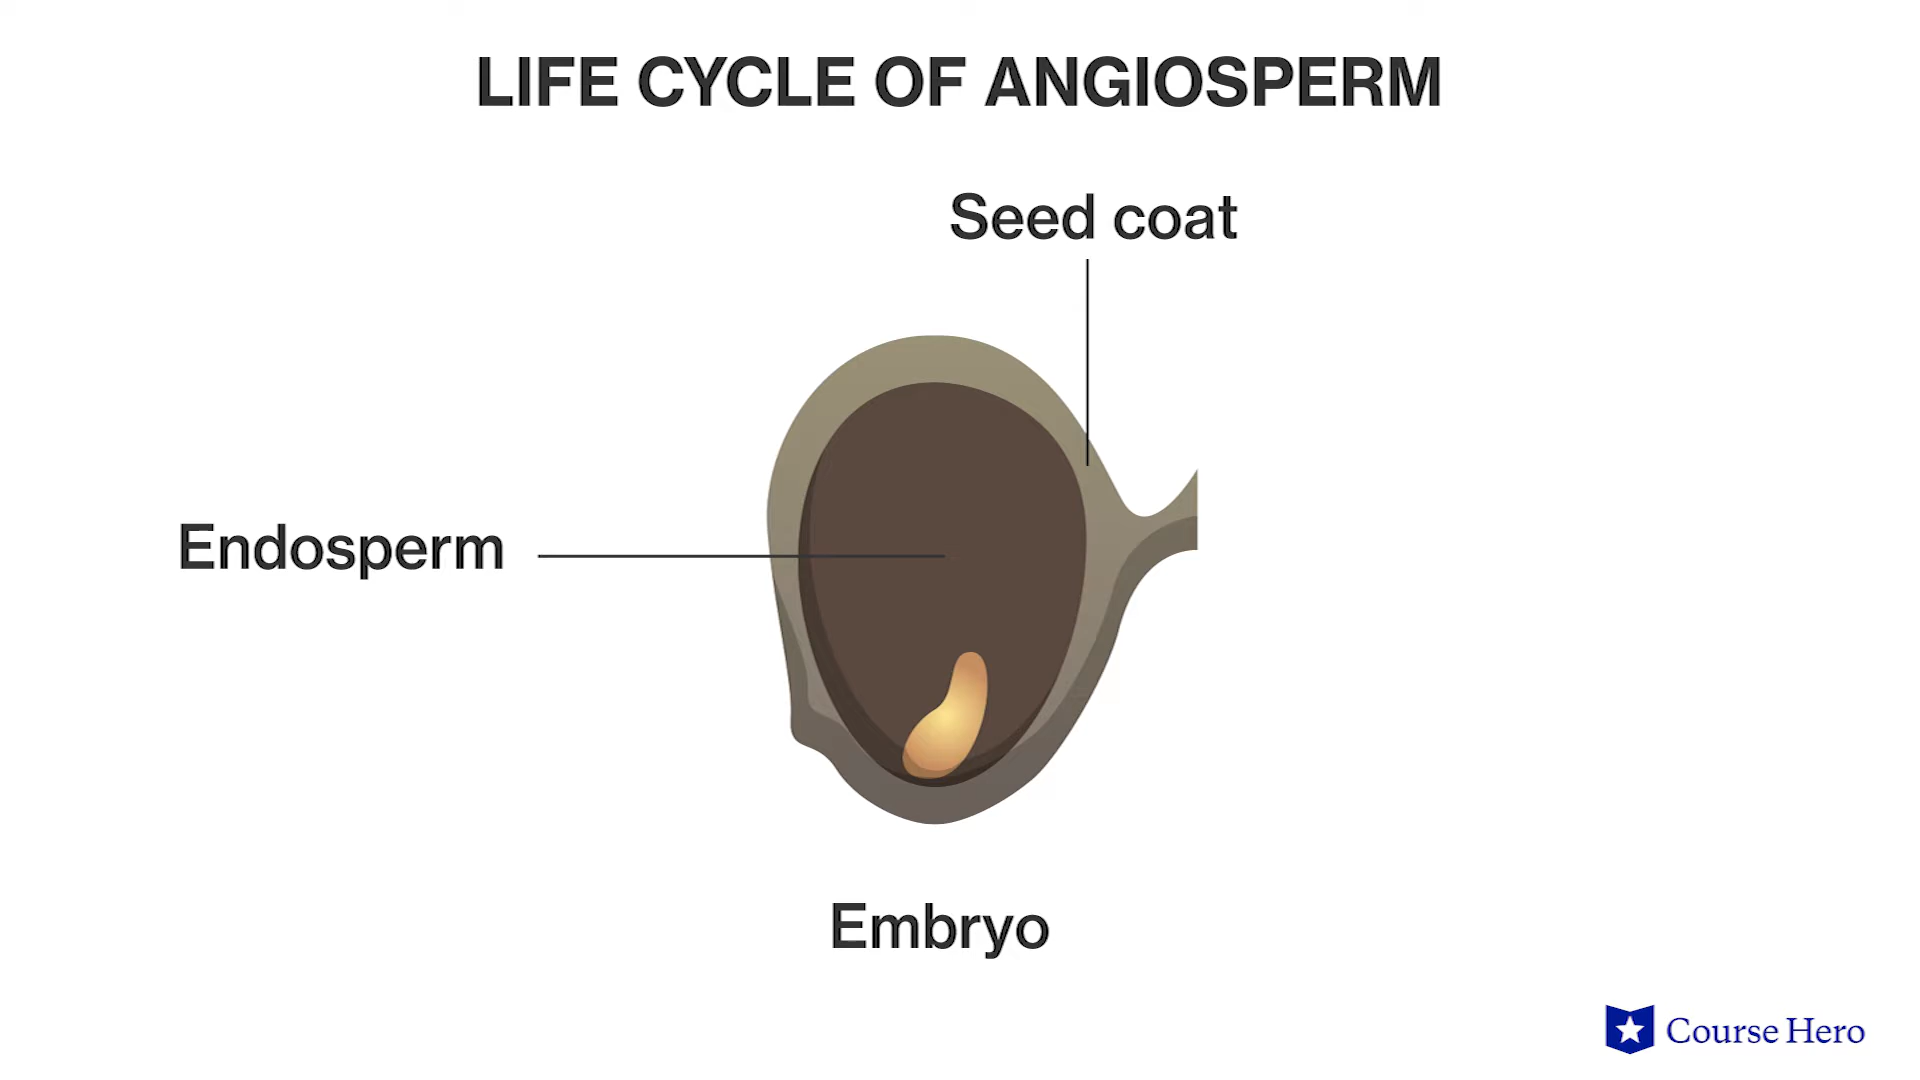 LIFE CYCLE OF ANGIOSPERM
Seed coat
Endosperm
Embryo
Course Hero